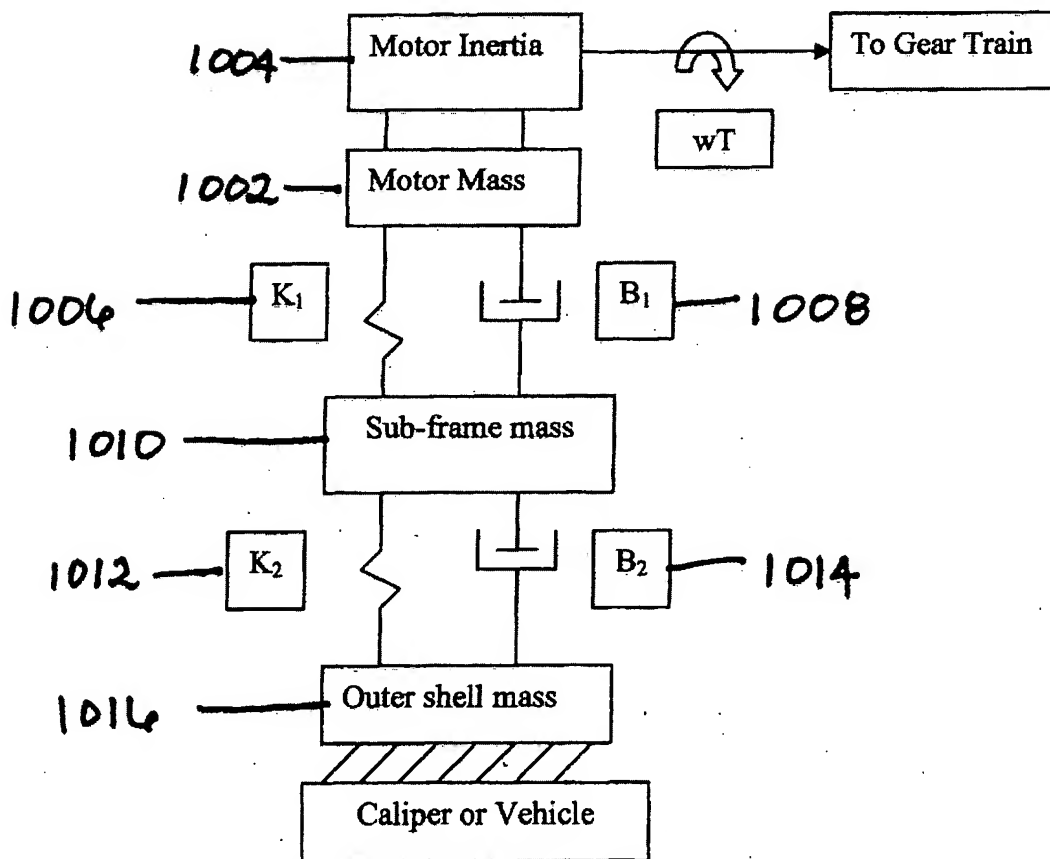 Motor Inertia
To Gear Train
1004
wT
Motor Mass
1002
K₁
B₁
1006
1008
Sub-frame mass
1010
K₂
B₂
1012
1014
Outer shell mass
1016
Caliper or Vehicle